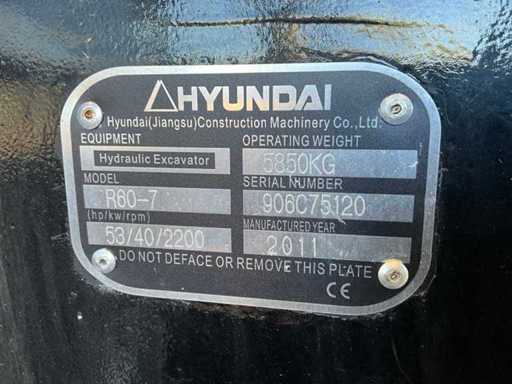 HYUNDAI
Hyundai(Jiangsu)Construction Machinery Co.,Ltd.
EQUIPMENT
Hydraulic Excavator
OPERATING WEIGHT
5850KG
MODEL
R60-7
SERIAL NUMBER
906C75120
(hp/kw/rpm)
53/40/2200
MANUFACTURED YEAR
2011
DO NOT DEFACE OR REMOVE THIS PLATE
CE